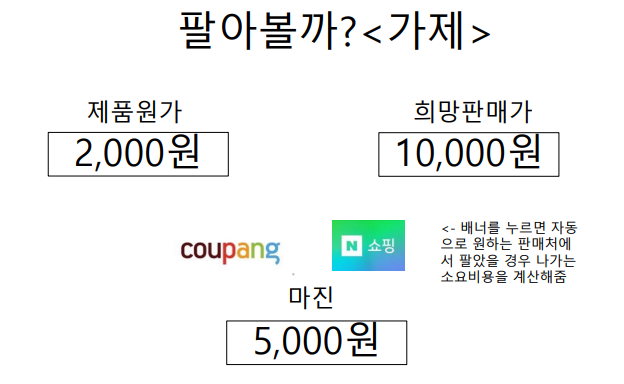 팔아볼까?<가제>
제품원가
희망판매가
2,000원
10,000원
coupang
N 쇼핑
<- 배너를 누르면 자동
으로 원하는 판매처에
서 팔았을 경우 나가는
소요비용을 계산해줌
마진
5,000원